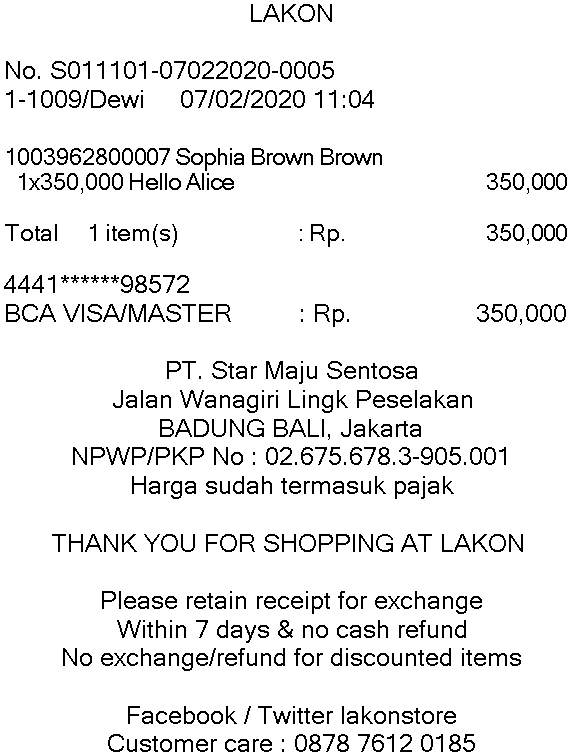 LAKON
No. S011101-07022020-0005
1-1009/Dewi 07/02/2020 11:04
1003962800007 Sophia Brown Brown
1x350,000 Hello Alice 350,000
Total 1 item(s) : Rp. 350,000
4441******98572
BCA VISA/MASTER : Rp. 350,000
PT. Star Maju Sentosa
Jalan Wanagiri Lingk Peselakan
BADUNG BALI, Jakarta
NPWP/PKP No : 02.675.678.3-905.001
Harga sudah termasuk pajak
THANK YOU FOR SHOPPING AT LAKON
Please retain receipt for exchange
Within 7 days & no cash refund
No exchange/refund for discounted items
Facebook / Twitter lakonstore
Customer care : 0878 7612 0185